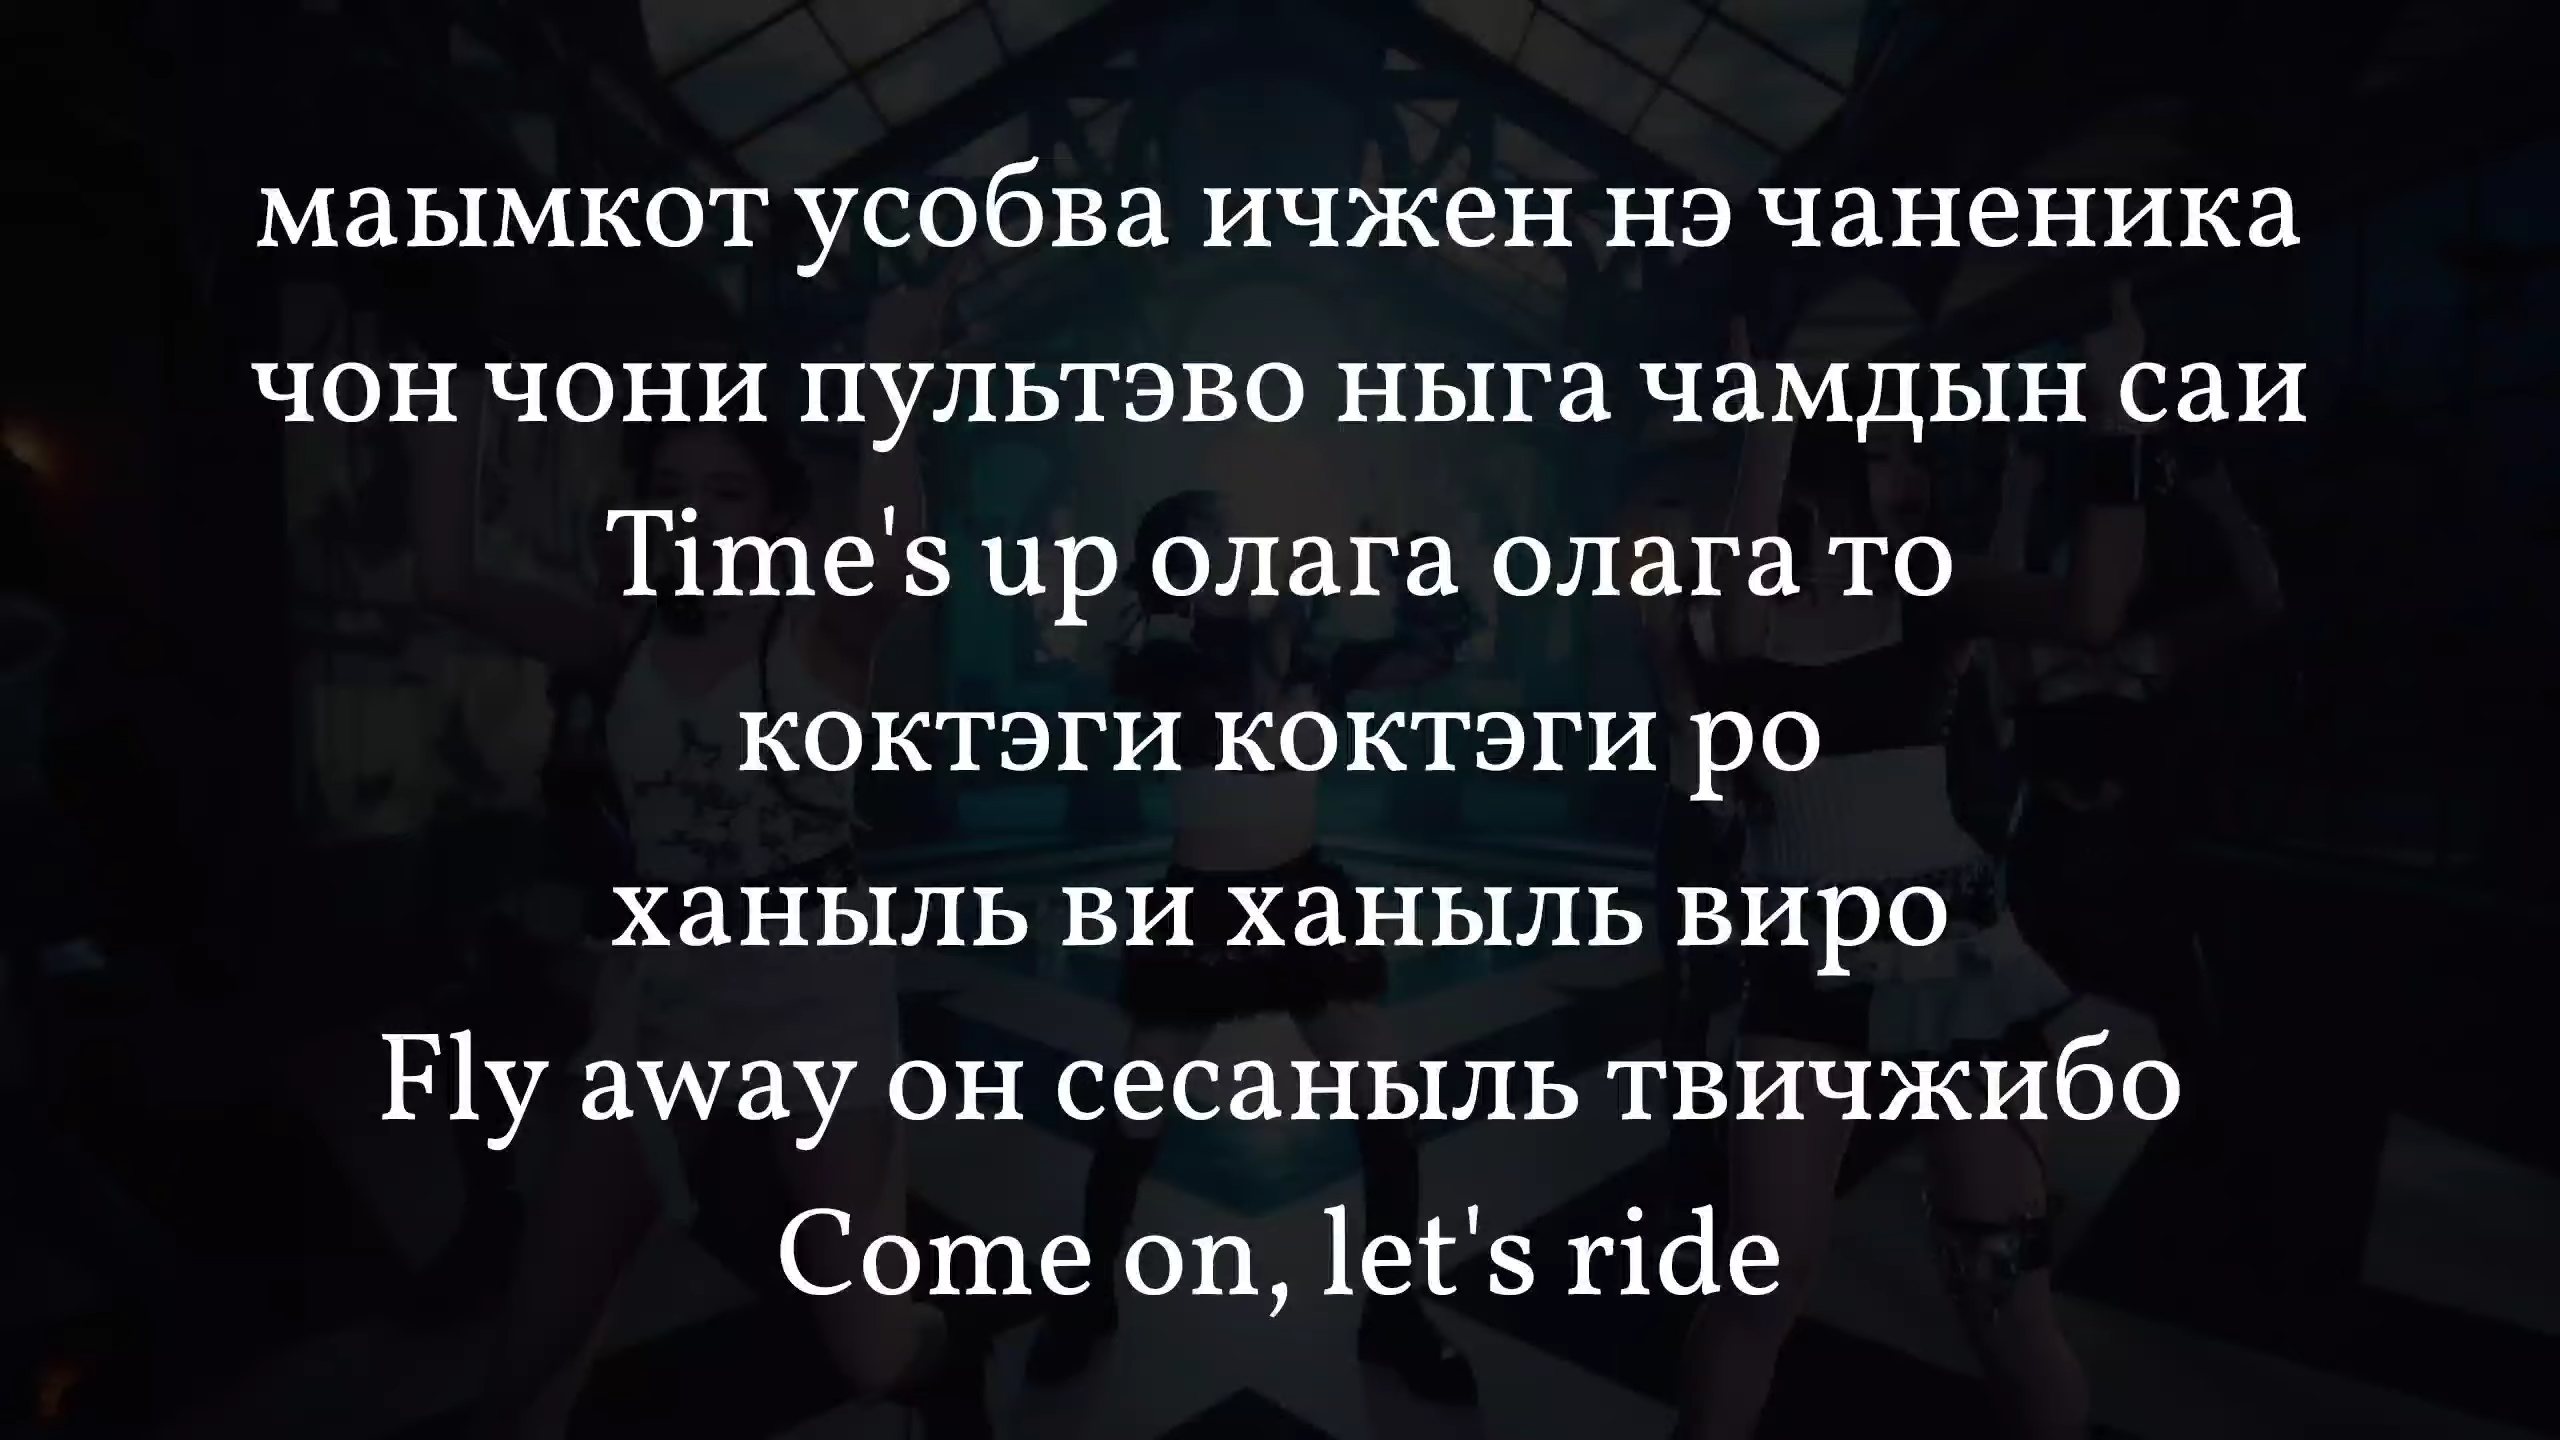 маымкот усобва ичжен нэ чаненика
чон чони пультэво ныга чамдын саи
Time's up олага олага то
коктэги коктэги ро
ханыль ви ханыль виро
Fly away он сесаныль твичжибо
Come on, let's ride